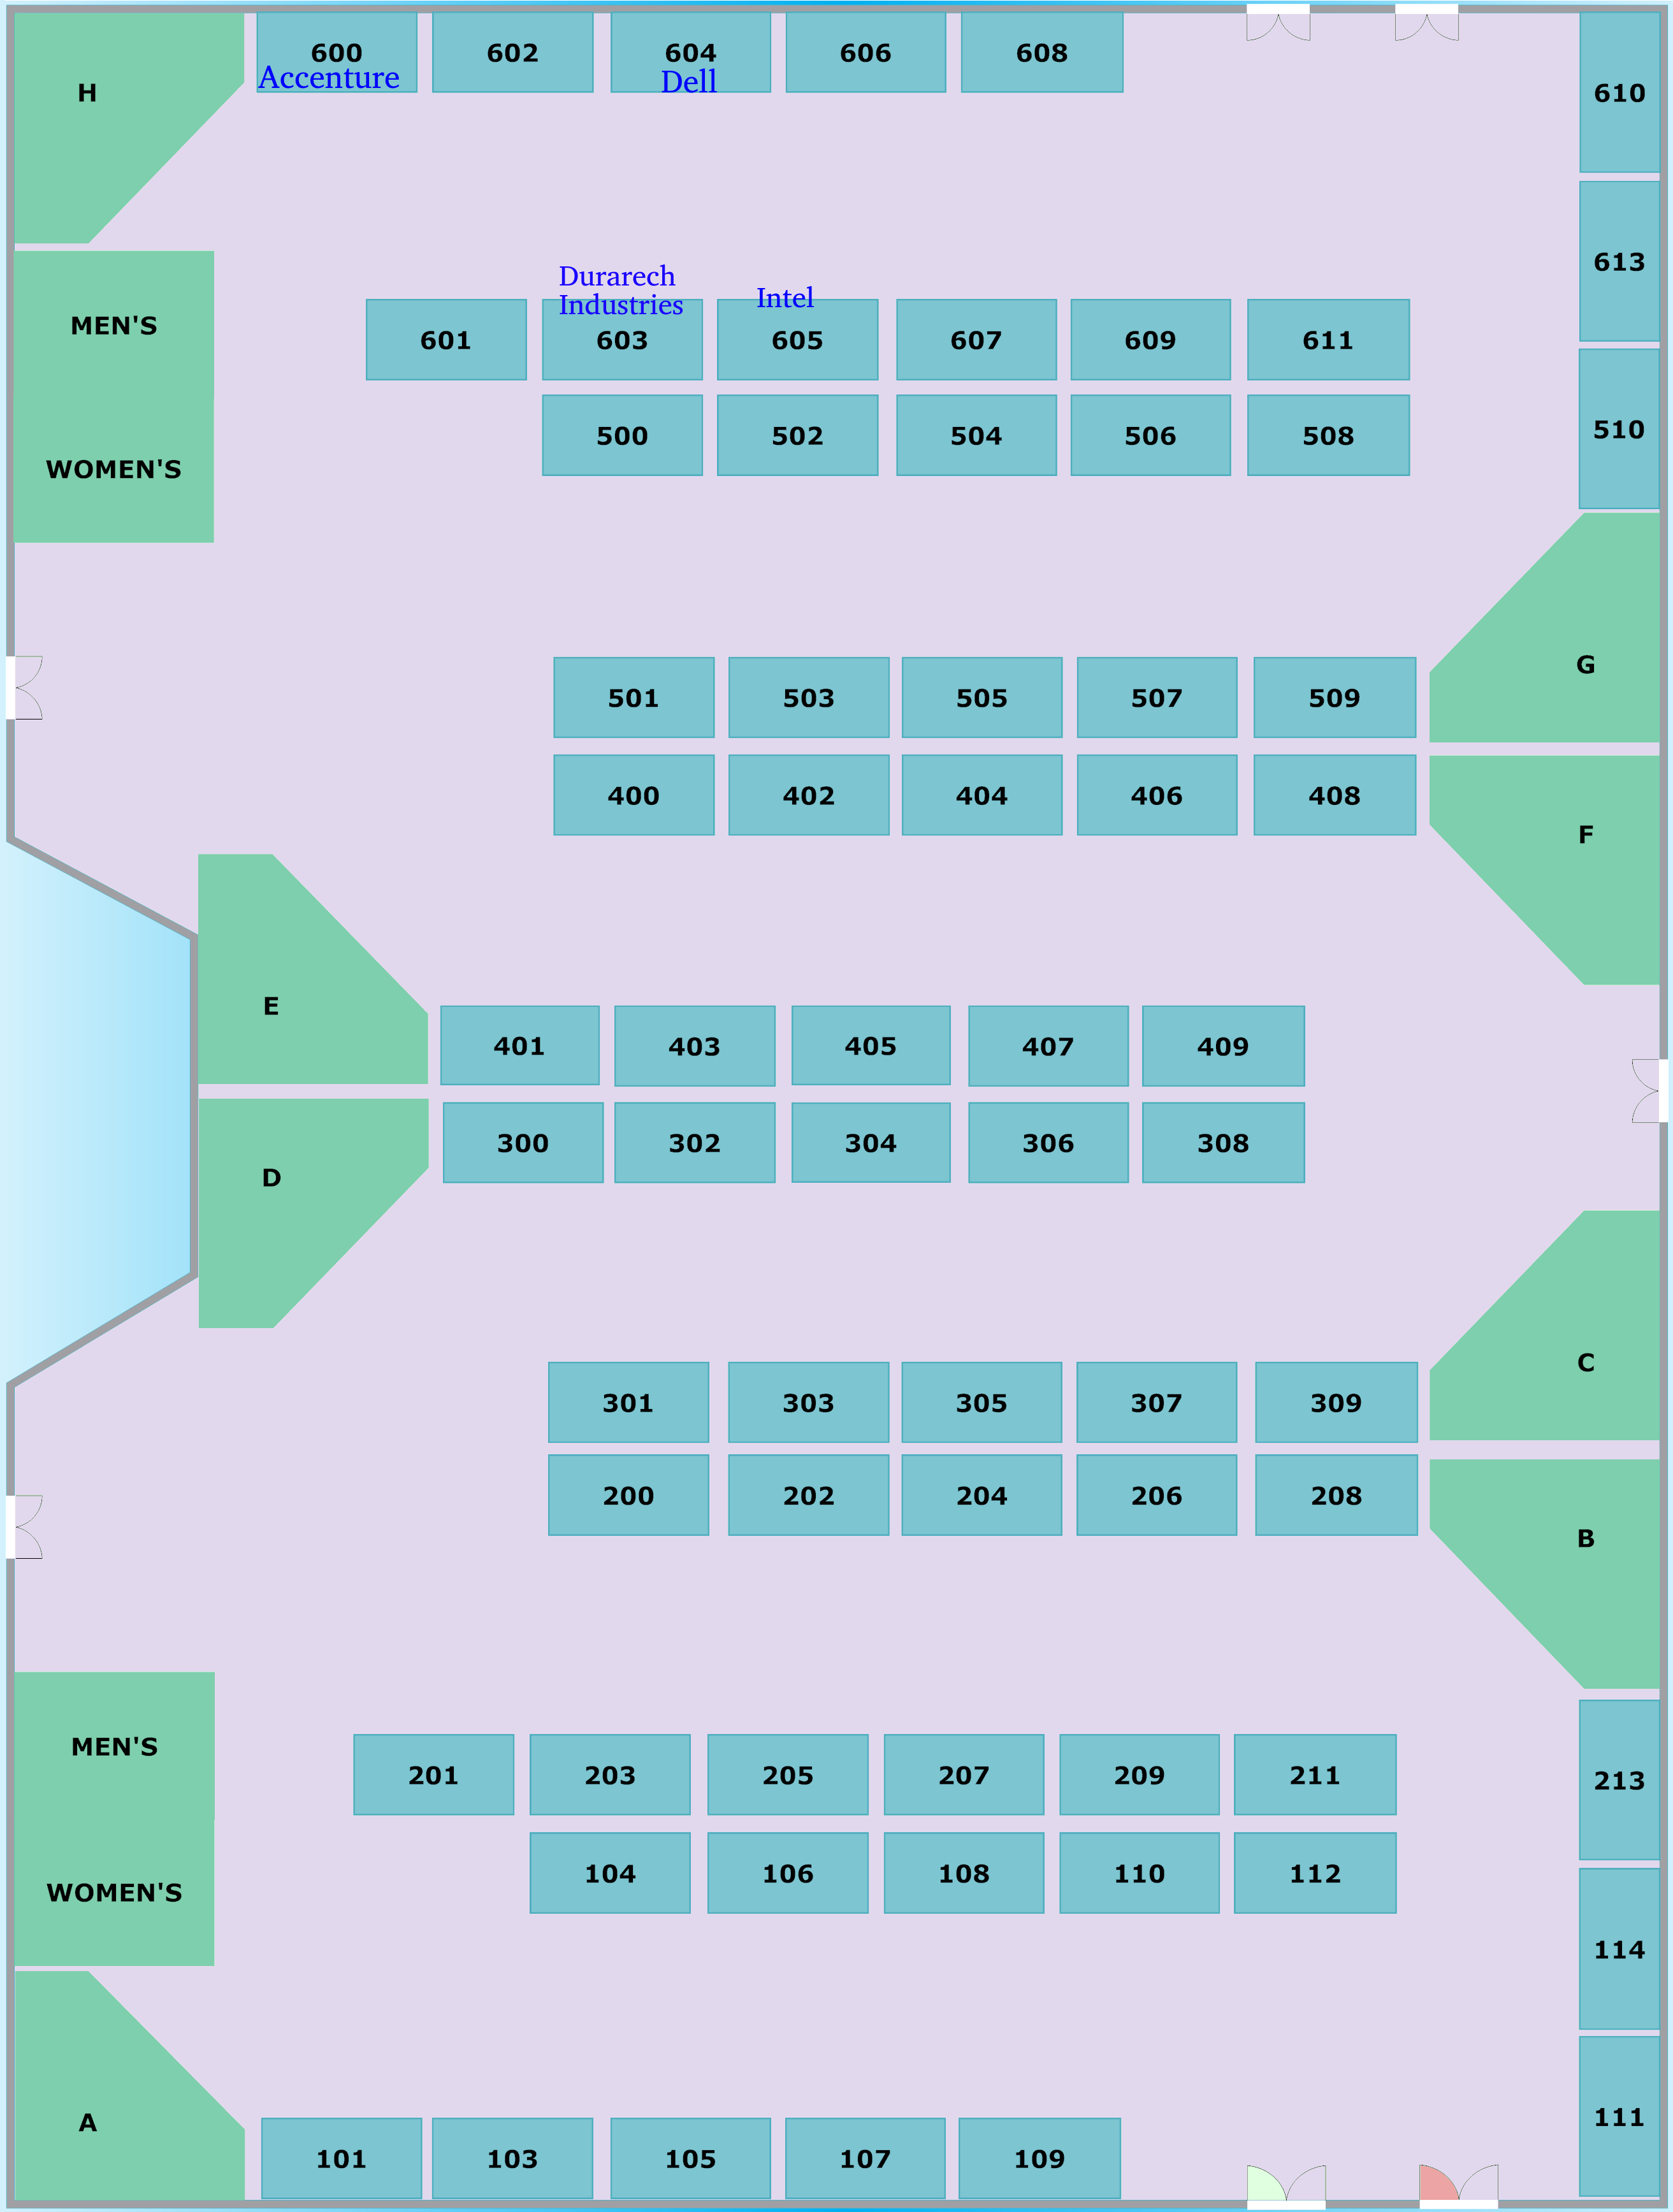 600 602 604 606 608
Accenture Dell
H
610
613
Durarech
Industries Intel
MEN'S
601 603 605 607 609 611
510
500 502 504 506 508
WOMEN'S
G
501 503 505 507 509
400 402 404 406 408
F
E
401 403 405 407 409
300 302 304 306 308
D
C
301 303 305 307 309
200 202 204 206 208
B
MEN'S
201 203 205 207 209 211
213
104 106 108 110 112
WOMEN'S
114
A
111
101 103 105 107 109